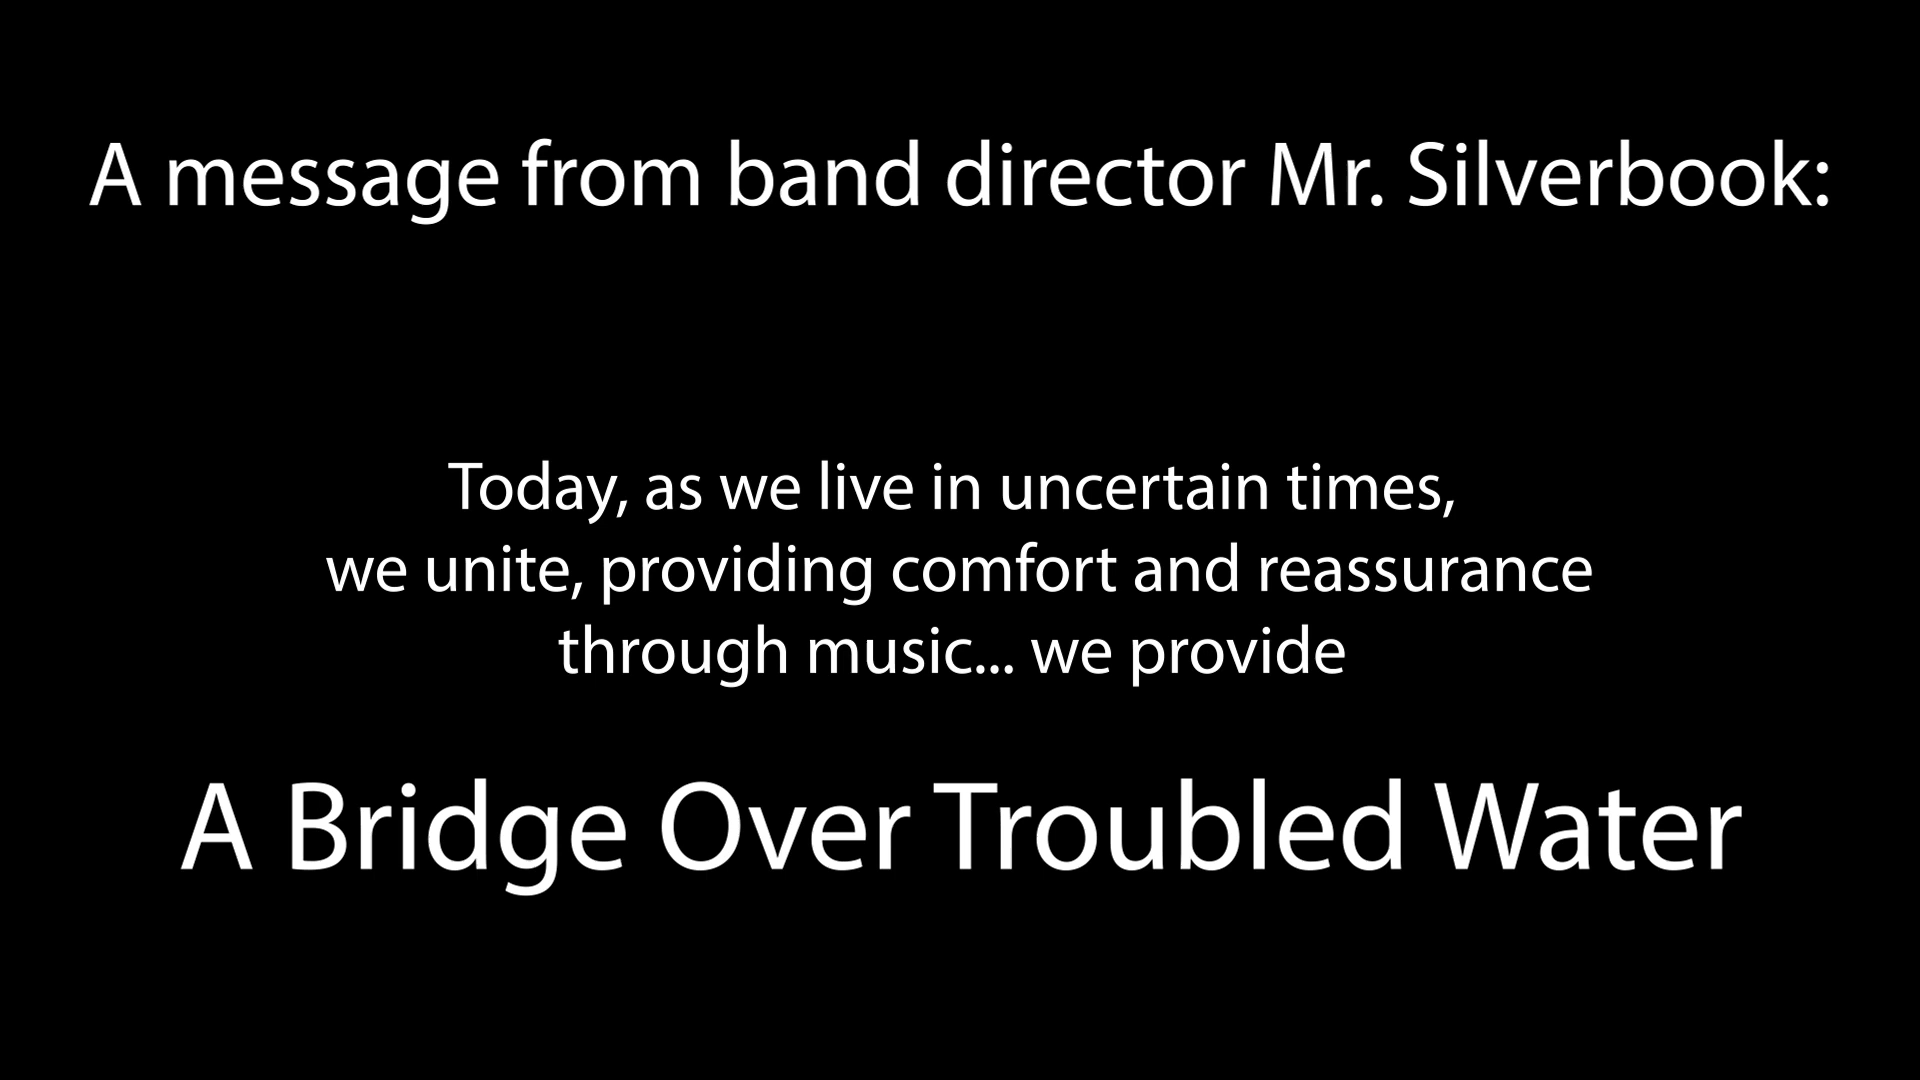 A message from band director Mr. Silverbook:
Today, as we live in uncertain times,
we unite, providing comfort and reassurance
through music... we provide
A Bridge Over Troubled Water